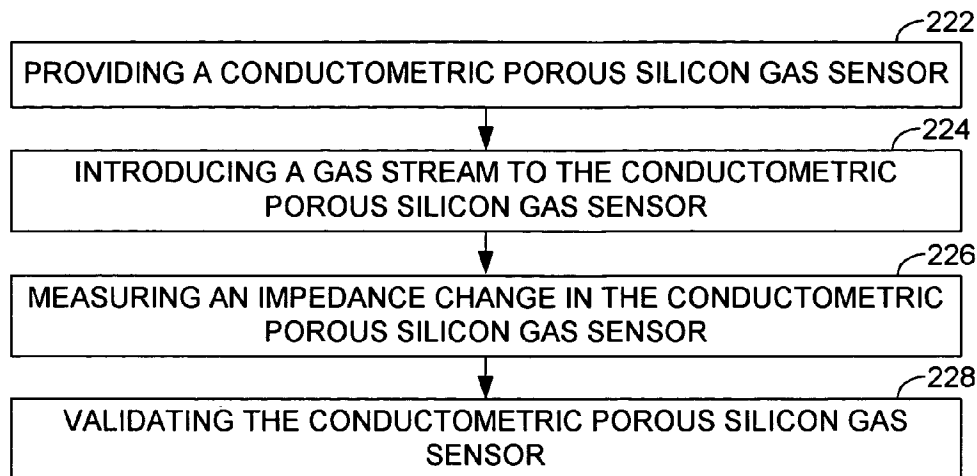 222
PROVIDING A CONDUCTOMETRIC POROUS SILICON GAS SENSOR
224
INTRODUCING A GAS STREAM TO THE CONDUCTOMETRIC
POROUS SILICON GAS SENSOR
226
MEASURING AN IMPEDANCE CHANGE IN THE CONDUCTOMETRIC
POROUS SILICON GAS SENSOR
228
VALIDATING THE CONDUCTOMETRIC POROUS SILICON GAS
SENSOR